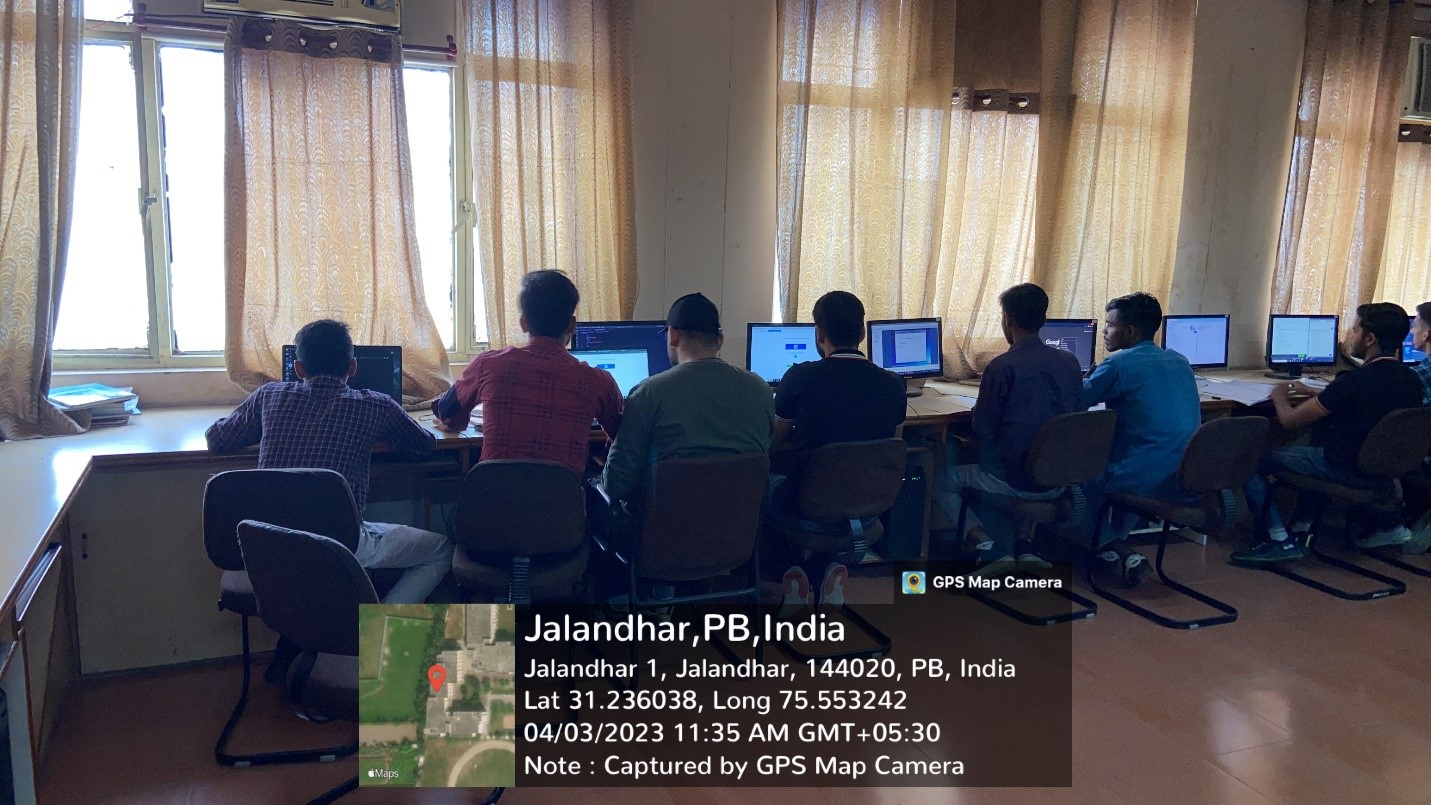 Googl
GPS Map Camera
Jalandhar,PB,India
Jalandhar 1, Jalandhar, 144020, PB, India
Lat 31.236038, Long 75.553242
04/03/2023 11:35 AM GMT+05:30
Note : Captured by GPS Map Camera
Maps